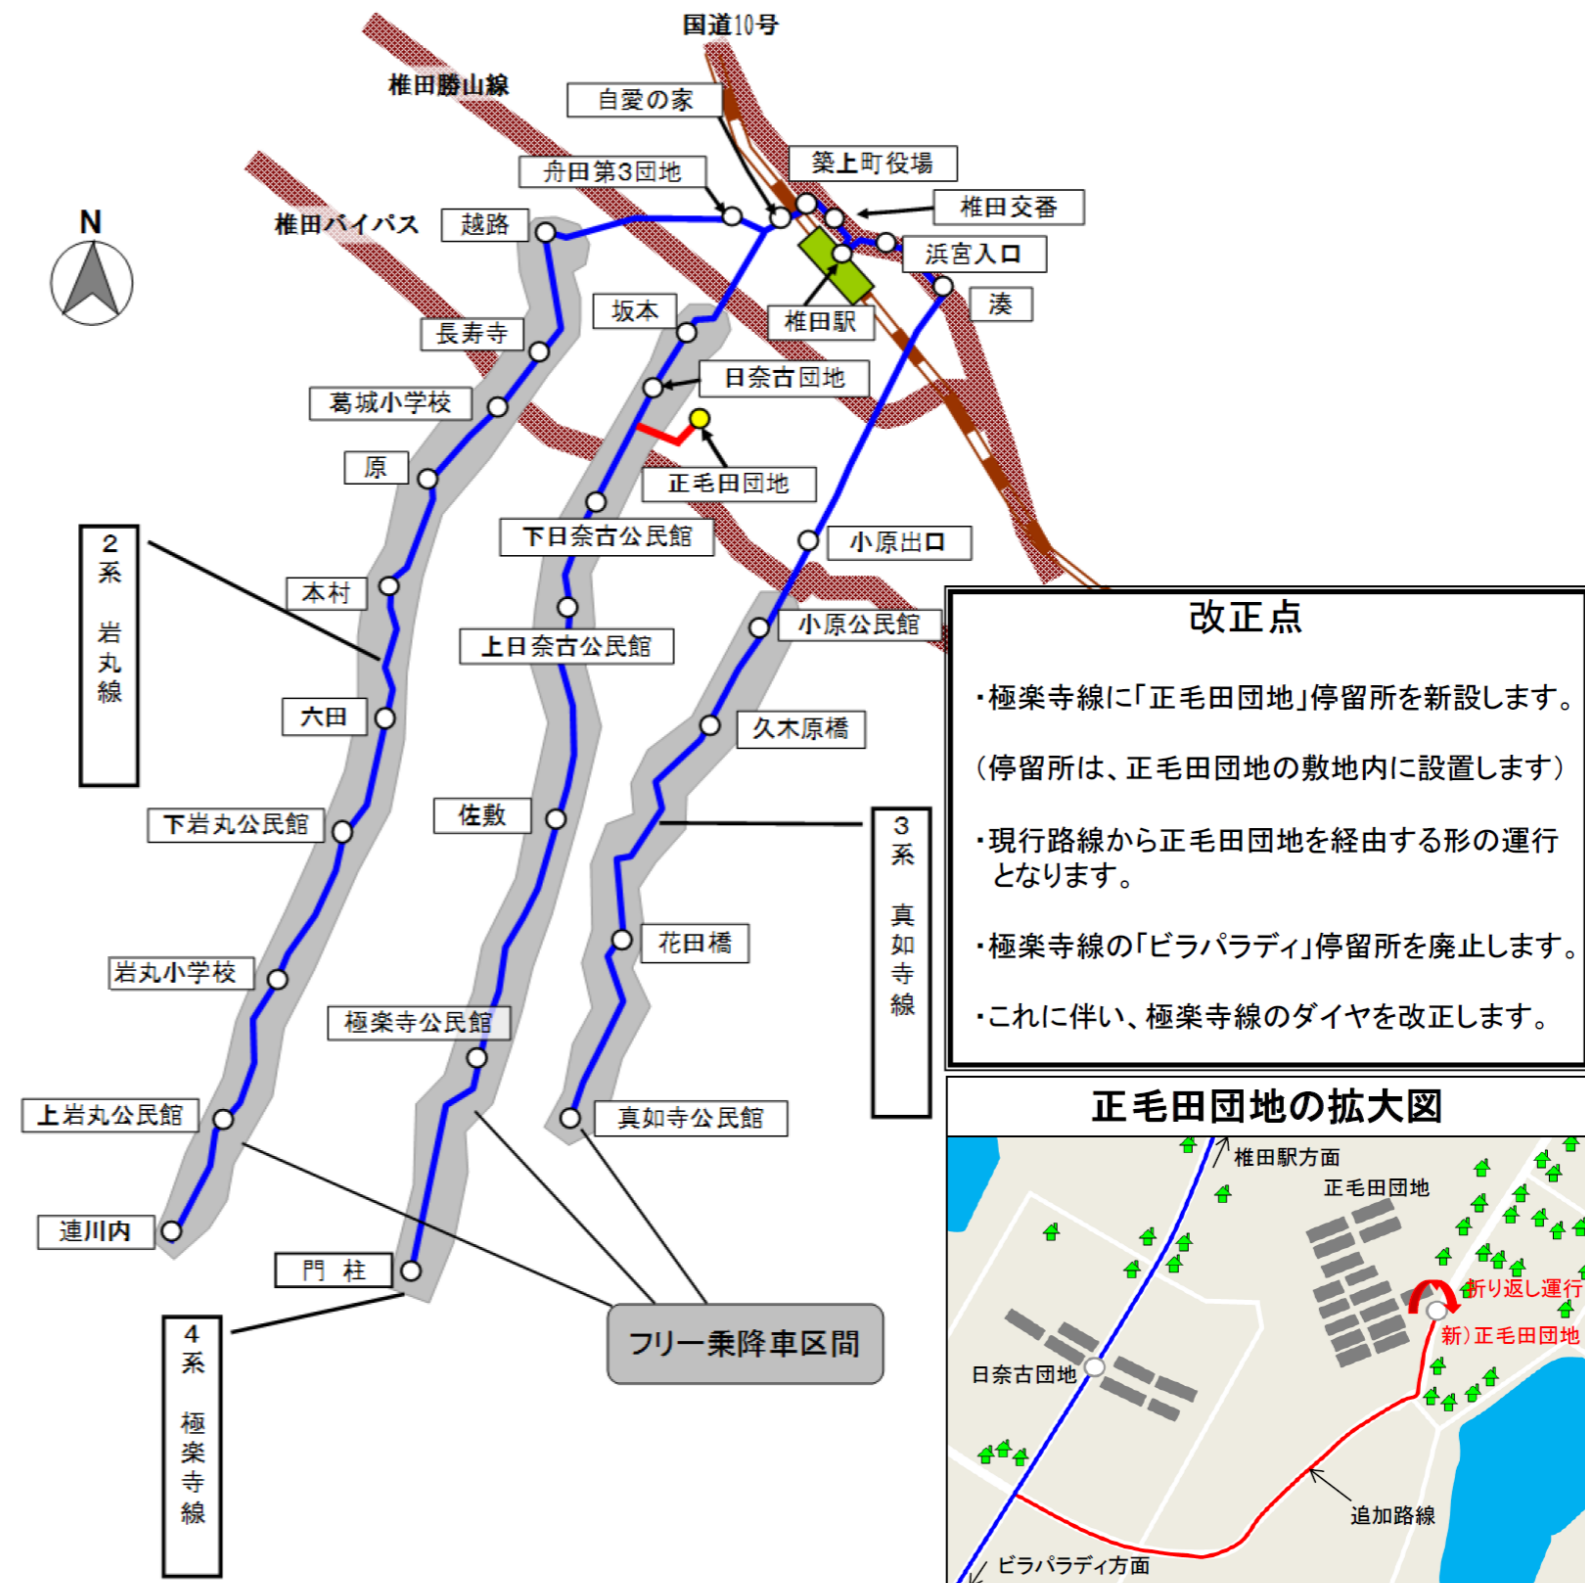 国道10号
椎田勝山線
自愛の家
築上町役場
舟田第3団地
椎田交番
N
椎田バイパス
越路
浜宮入口
湊
坂本
椎田駅
長寿寺
日奈古団地
葛城小学校
原
正毛田団地
下日奈古公民館
小原出口
2系 岩丸線
本村
小原公民館
上日奈古公民館
六田
久木原橋
佐敷
下岩丸公民館
3系 真如寺線
花田橋
岩丸小学校
極楽寺公民館
上岩丸公民館
真如寺公民館
連川内
門 柱
4系 極楽寺線
フリー乗降車区間
改正点
・極楽寺線に「正毛田団地」停留所を新設します。
（停留所は、正毛田団地の敷地内に設置します）
・現行路線から正毛田団地を経由する形の運行
となります。
・極楽寺線の「ビラパラディ」停留所を廃止します。
・これに伴い、極楽寺線のダイヤを改正します。
正毛田団地の拡大図
椎田駅方面
正毛田団地
折り返し運行
新）正毛田団地
日奈古団地
追加路線
ビラパラディ方面